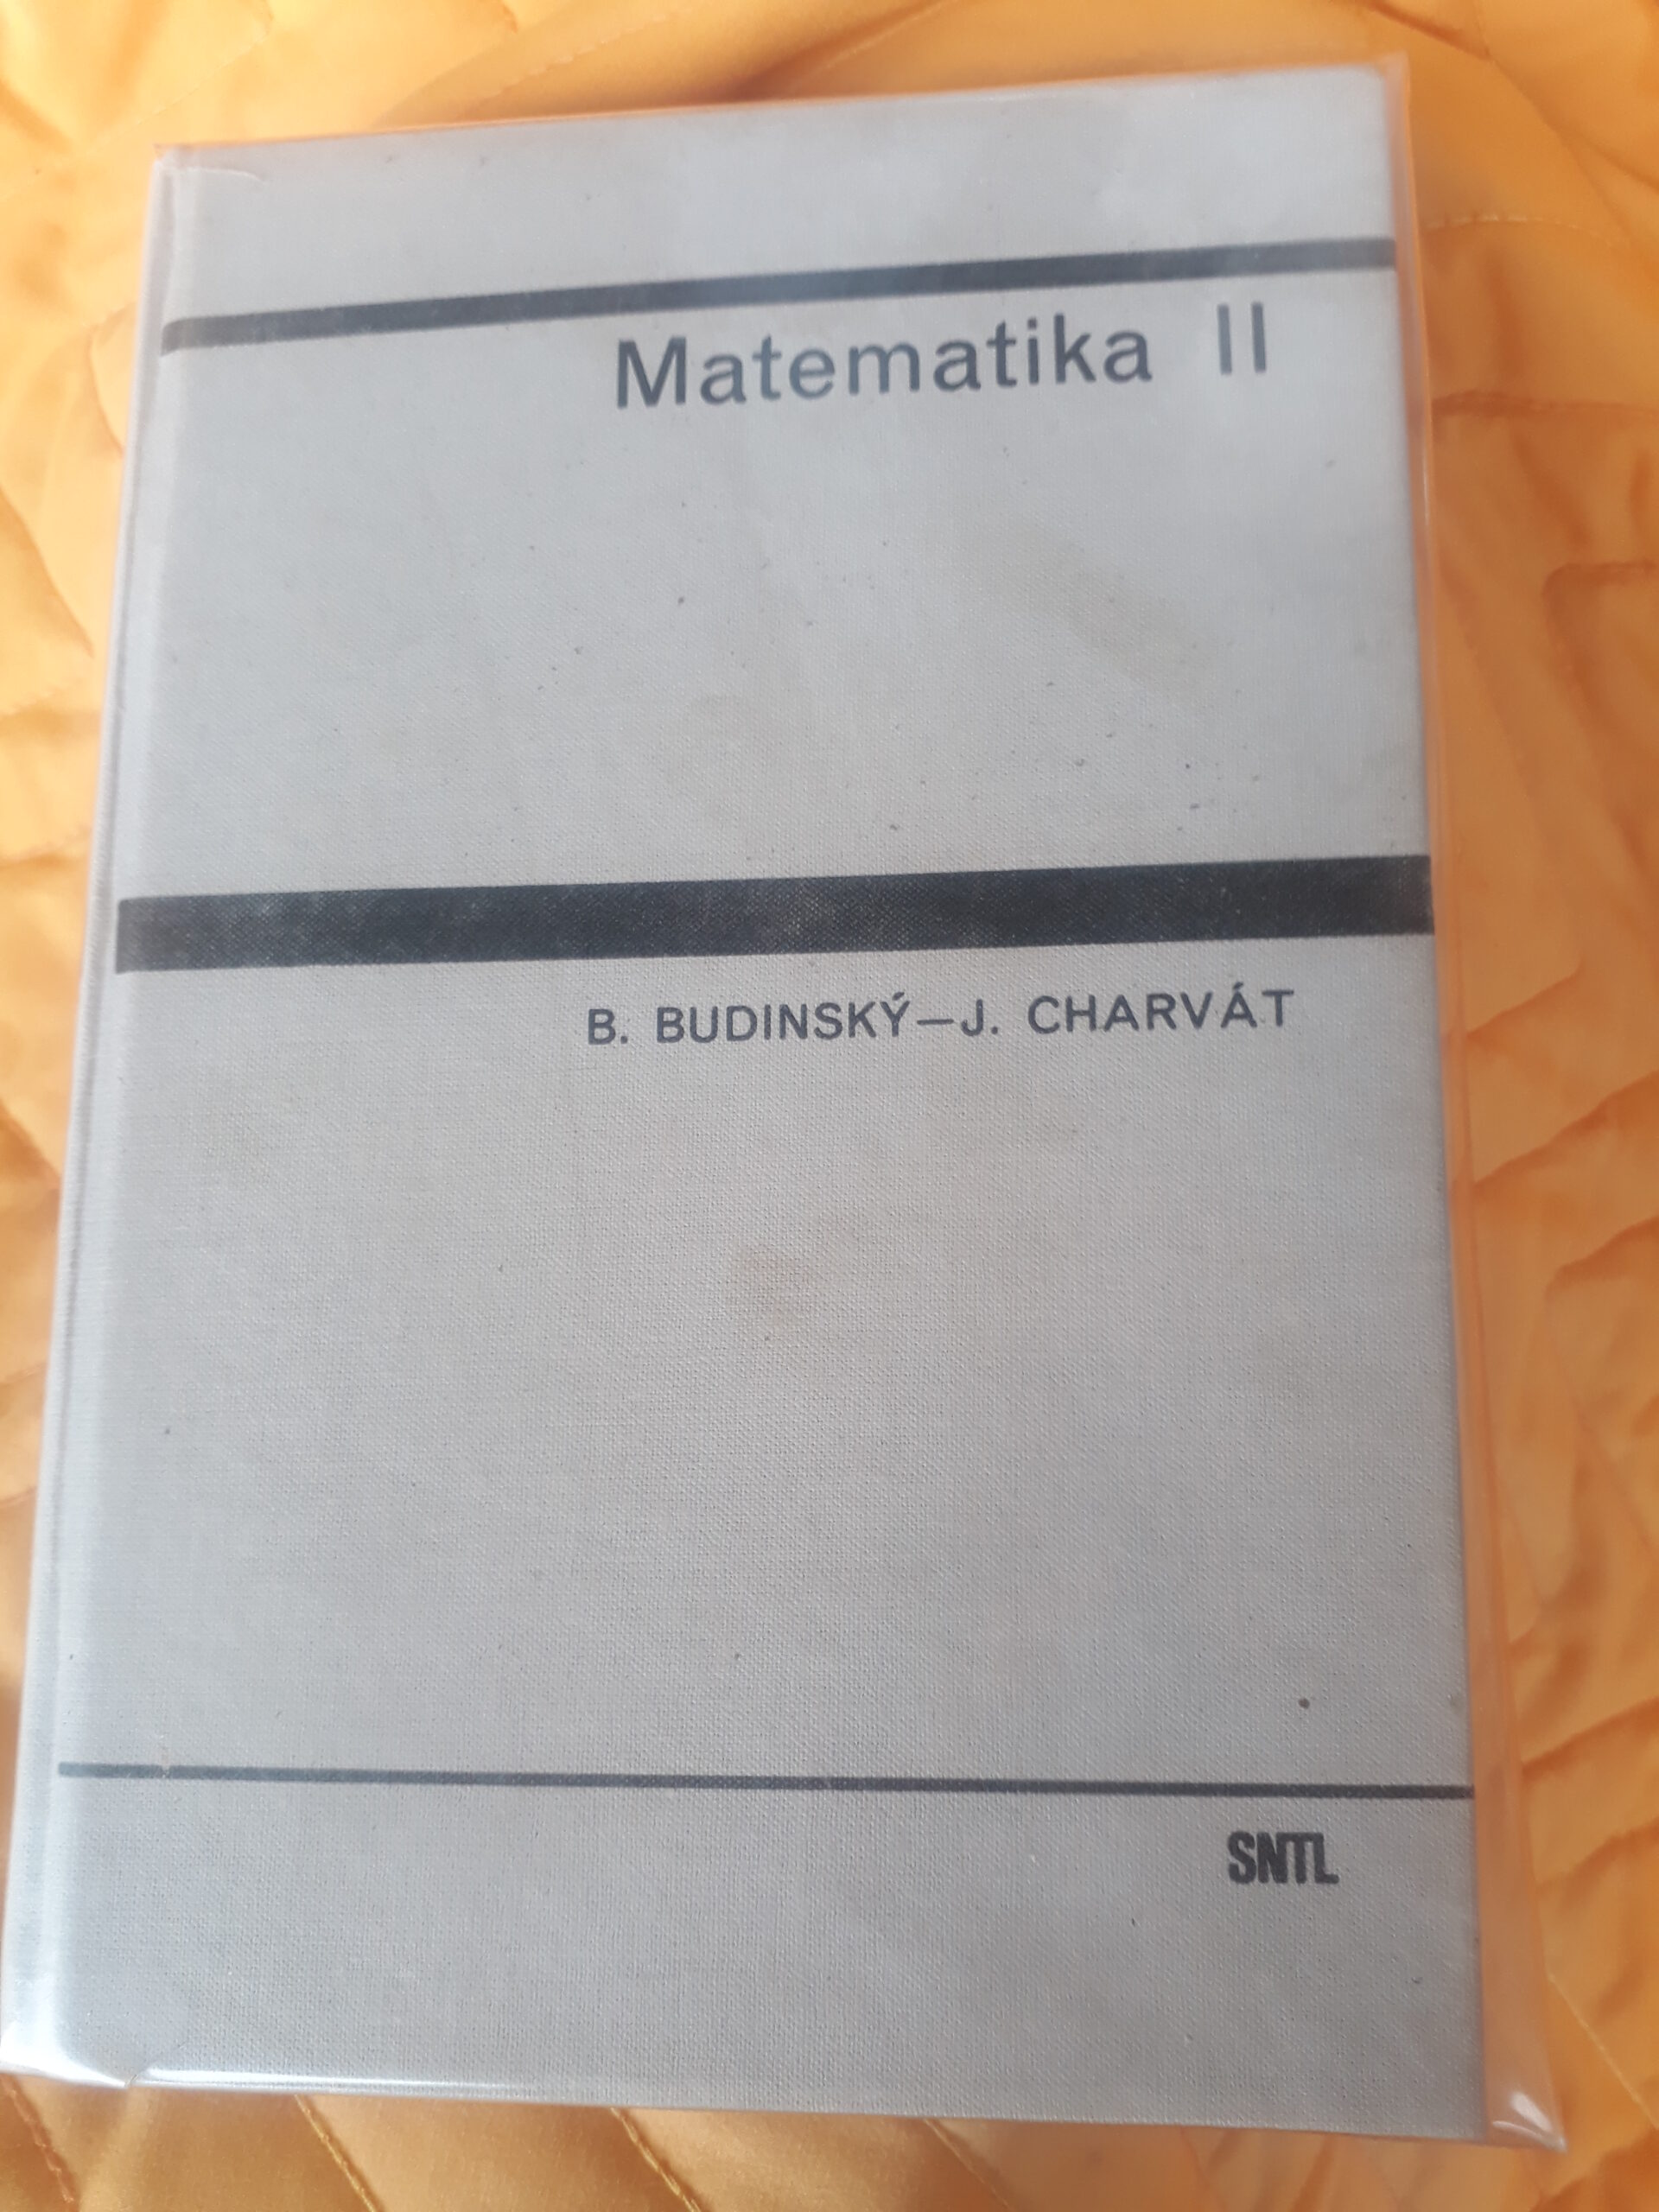 Matematika II
B. BUDINSKÝ—J. CHARVÁT
SNTL